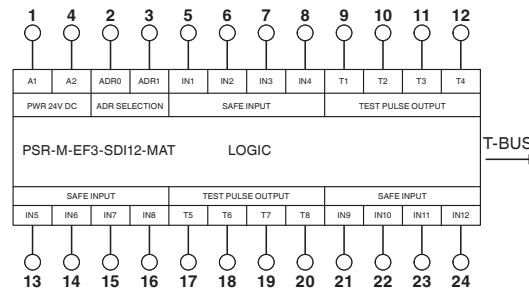 1 4 2 3 5 6 7 8 9 10 11 12
A1 A2 ADR0 ADR1 IN1 IN2 IN3 IN4 T1 T2 T3 T4
PWR 24V DC ADR SELECTION SAFE INPUT TEST PULSE OUTPUT
PSR-M-EF3-SDI12-MAT LOGIC T-BUS
SAFE INPUT TEST PULSE OUTPUT SAFE INPUT
IN5 IN6 IN7 IN8 T5 T6 T7 T8 IN9 IN10 IN11 IN12
13 14 15 16 17 18 19 20 21 22 23 24